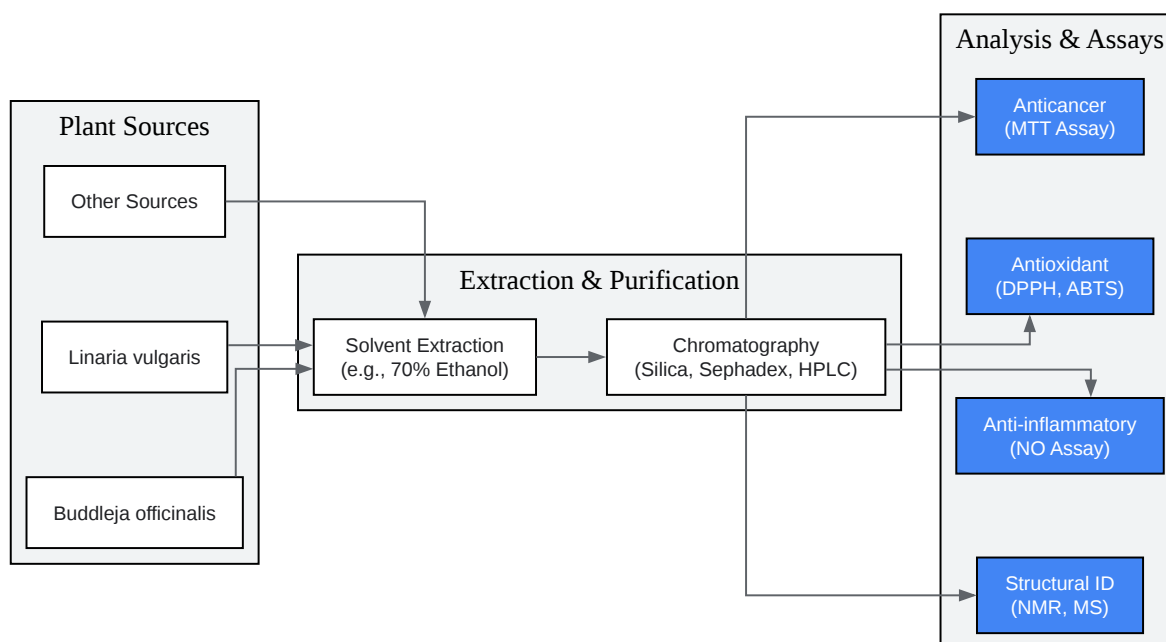 Plant Sources
Other Sources
Linaria vulgaris
Buddleja officinalis
Extraction & Purification
Solvent Extraction
(e.g., 70% Ethanol)
Chromatography
(Silica, Sephadex, HPLC)
Analysis & Assays
Anticancer
(MTT Assay)
Antioxidant
(DPPH, ABTS)
Anti-inflammatory
(NO Assay)
Structural ID
(NMR, MS)